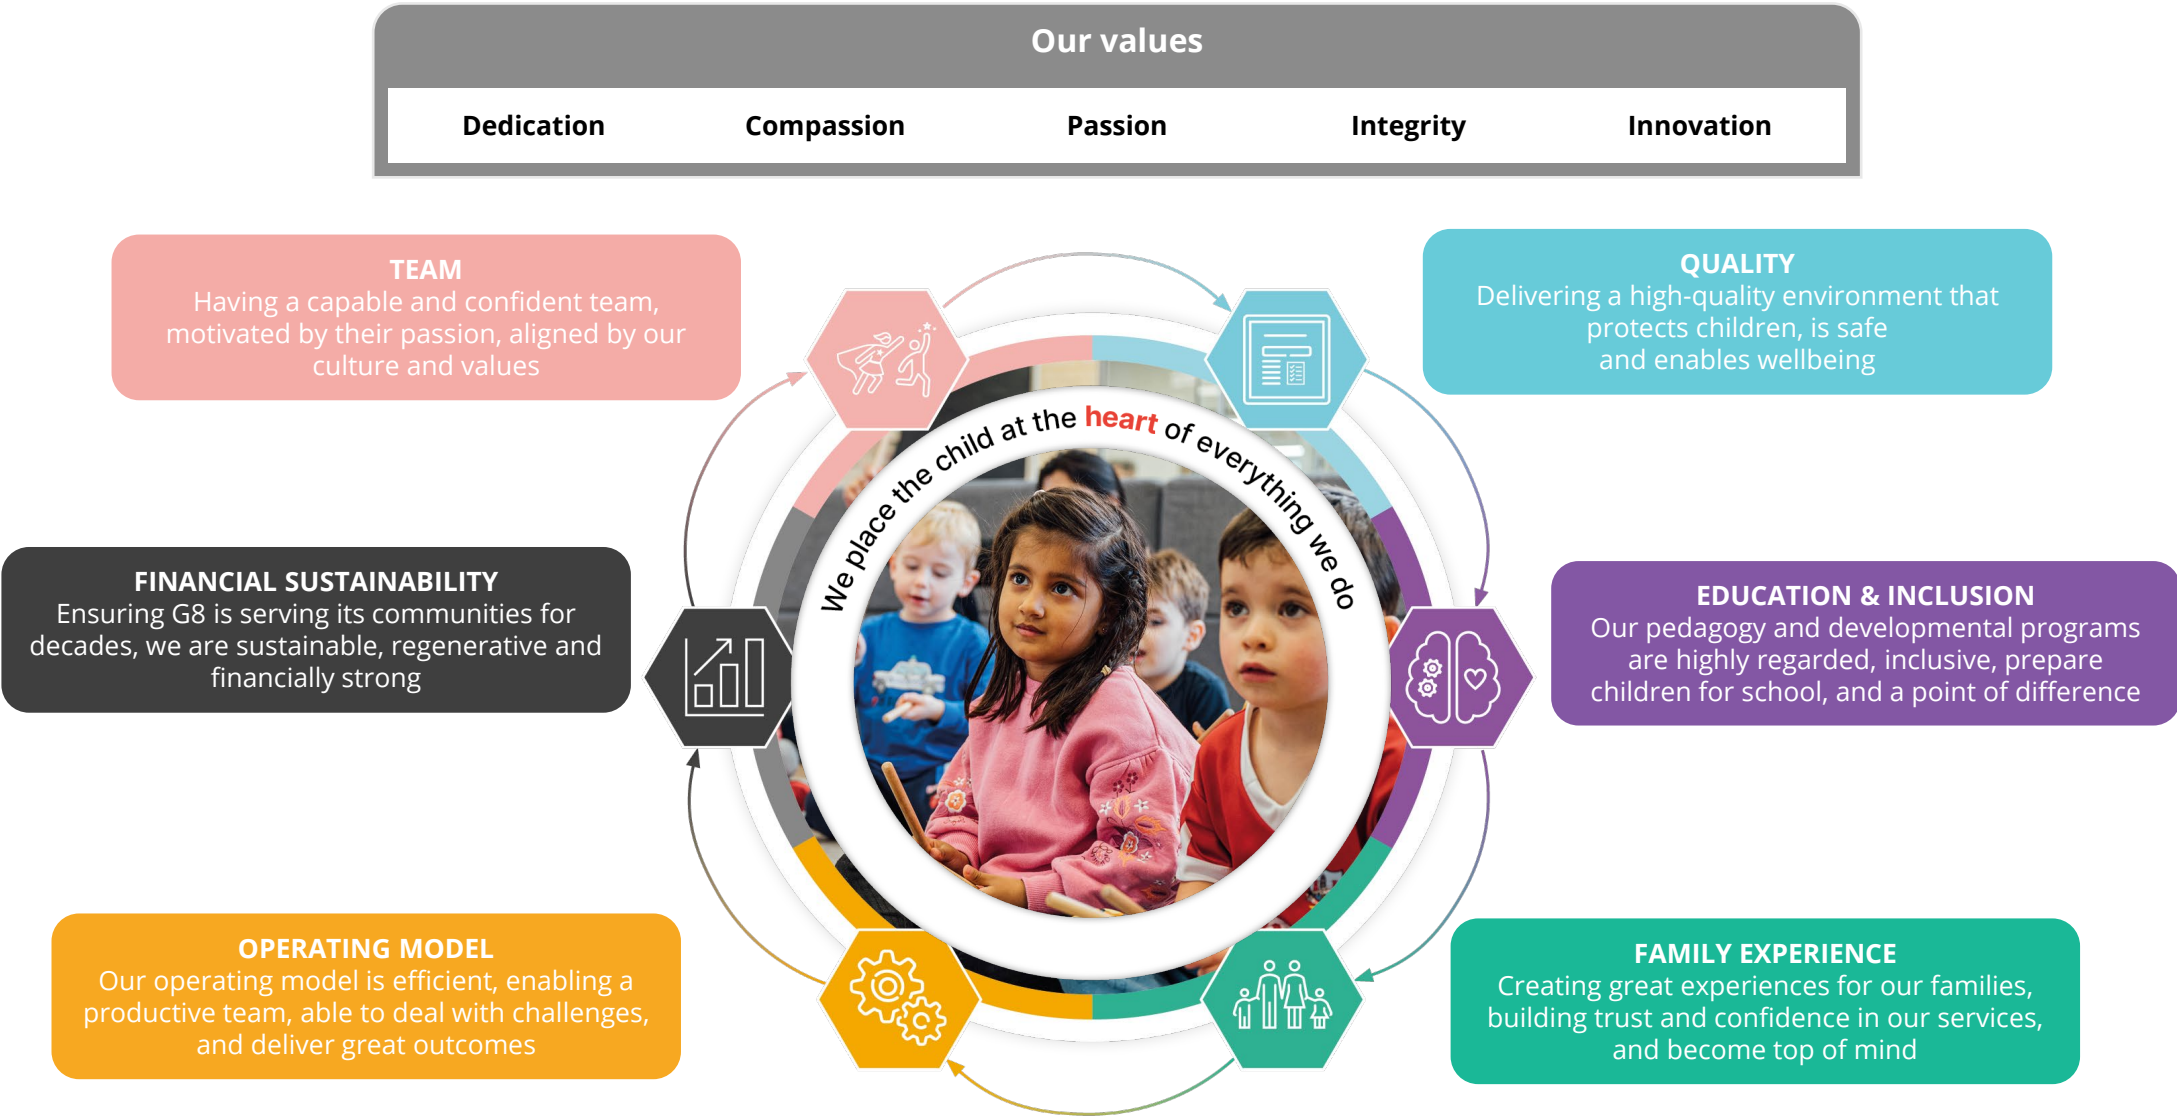 Our values
Dedication Compassion Passion Integrity Innovation
TEAM
Having a capable and confident team,
motivated by their passion, aligned by our
culture and values
QUALITY
Delivering a high-quality environment that
protects children, is safe
and enables wellbeing
We place the child at the heart of everything we do
FINANCIAL SUSTAINABILITY
Ensuring G8 is serving its communities for
decades, we are sustainable, regenerative and
financially strong
EDUCATION & INCLUSION
Our pedagogy and developmental programs
are highly regarded, inclusive, prepare
children for school, and a point of difference
OPERATING MODEL
Our operating model is efficient, enabling a
productive team, able to deal with challenges,
and deliver great outcomes
FAMILY EXPERIENCE
Creating great experiences for our families,
building trust and confidence in our services,
and become top of mind